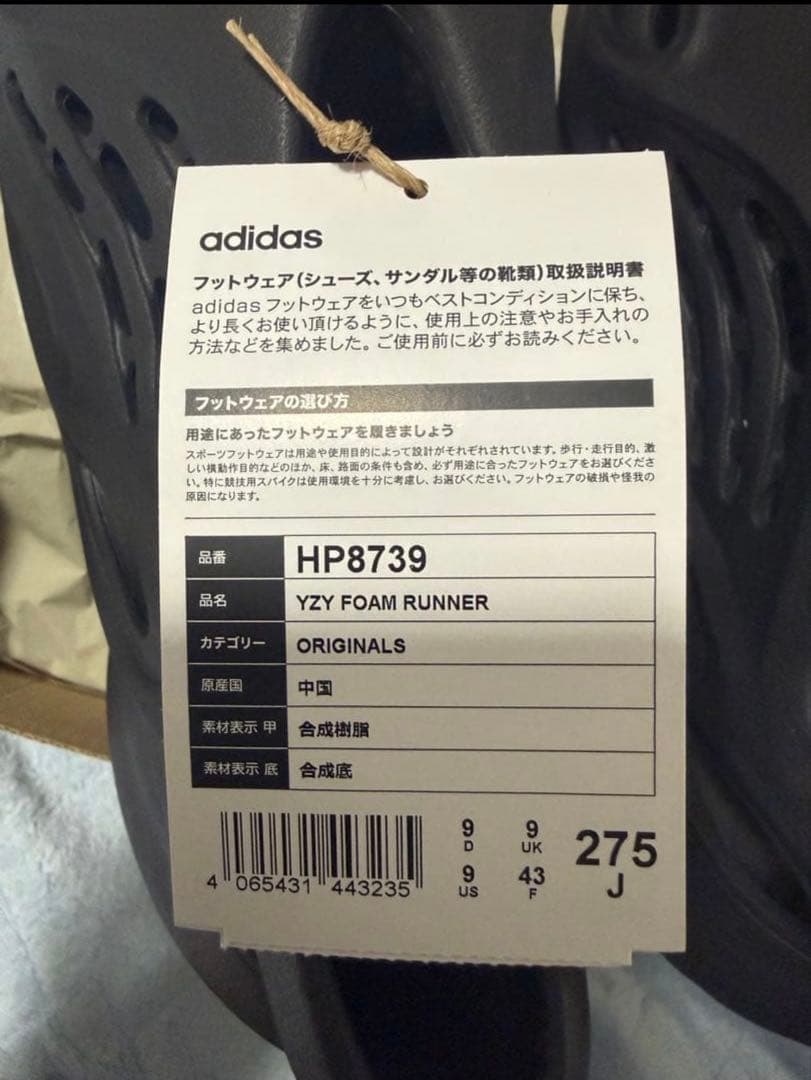 adidas
フットウェア(シューズ、サンダル等の靴類)取扱説明書
adidas フットウェアをいつもベストコンディションに保ち、
より長くお使い頂けるように、使用上の注意やお手入れの
方法などを集めました。ご使用前に必ずお読みください。
フットウェアの選び方
用途にあったフットウェアを履きましょう
スポーツフットウェアは用途や使用目的によって設計がそれぞれされています。歩行・走行目的、激
しい横動作目的などのほか、床、路面の条件も含め、必ず用途に合ったフットウェアをお選びくださ
い。特に競技用スパイクは使用環境を十分に考慮し、お選びください。フットウェアの破損や怪我の
原因になります。
品番 HP8739
品名 YZY FOAM RUNNER
カテゴリー ORIGINALS
原産国 中国
素材表示 甲 合成樹脂
素材表示 底 合成底
9 9 275
D UK J
9 43
US F
4 065431 443235